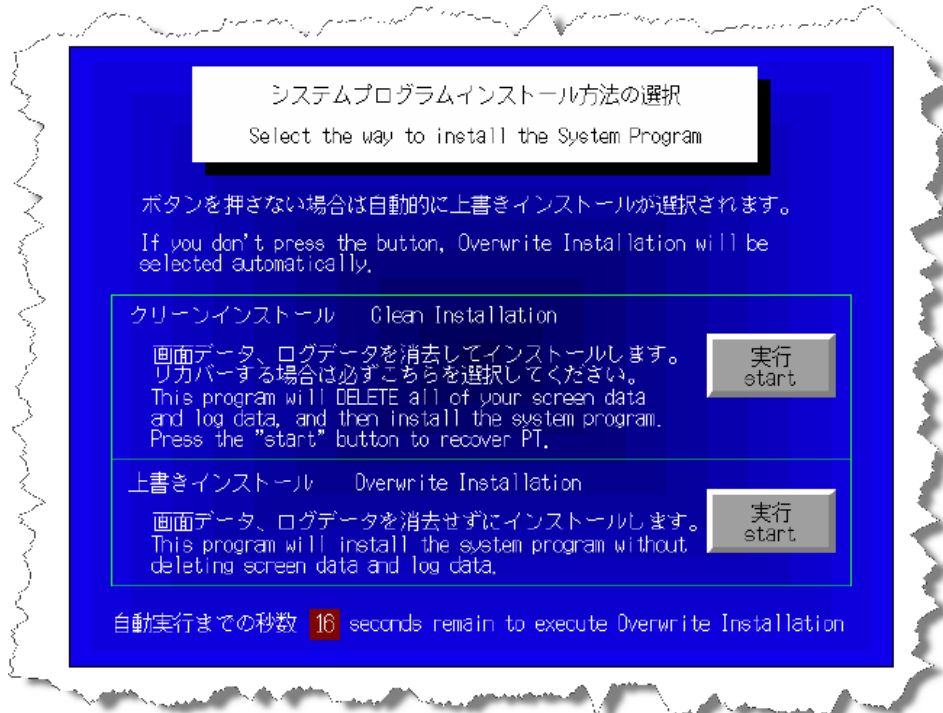 システムプログラムインストール方法の選択
Select the way to install the System Program
ボタンを押さない場合は自動的に上書きインストールが選択されます。
If you don't press the button, Overwrite Installation will be
selected automatically.
クリーンインストール Clean Installation
画面データ、ログデータを消去してインストールします。
リカバーする場合は必ずこちらを選択してください。
This program will DELETE all of your screen data
and log data, and then install the system program.
Press the "start" button to recover PT.
実行
start
上書きインストール Overwrite Installation
画面データ、ログデータを消去せずにインストールします。
This program will install the system program without
deleting screen data and log data.
実行
start
自動実行までの秒数 16 seconds remain to execute Overwrite Installation